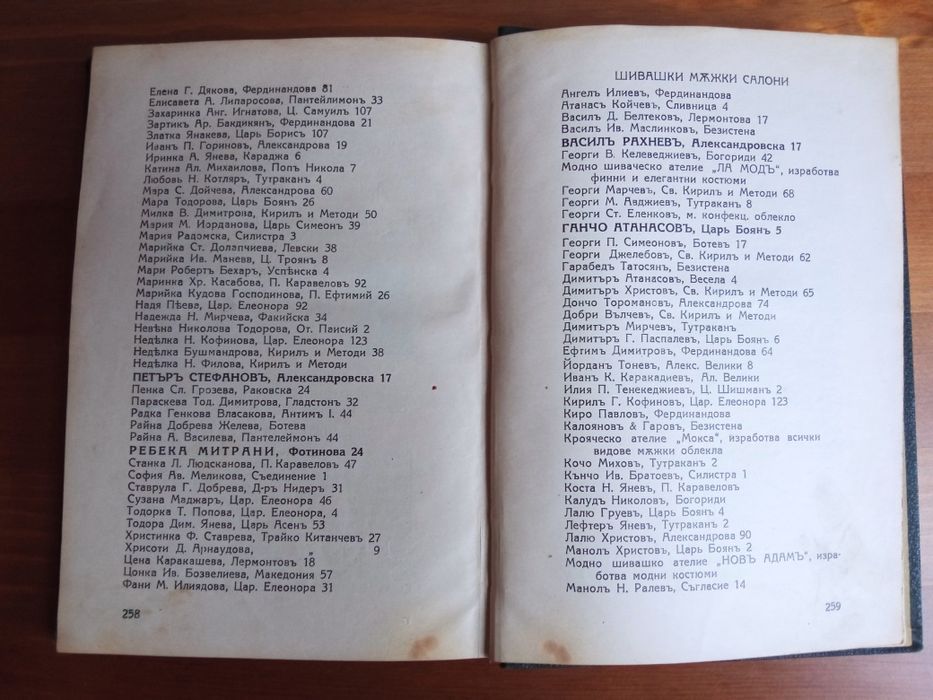 Елена Г. Дякова, Фердинандова 81
Елисавета А. Липаросова, Пантейлимонъ 33
Захаринка Анг. Игнатова, Ц. Самуилъ 107
Зартикъ Ар. Бакдикянъ, Фердинандова 21
Златка Янакева, Царь Борисъ 107
Иванъ П. Гориновъ, Александрова 19
Иринка А. Янева, Караджа 6
Катина Ал. Михаилова, Попъ Никола 7
Любовь Н. Котляръ, Тутраканъ 4
Мара С. Дойчева, Александрова 60
Мара Тодорова, Царь Боянъ 26
Милка В. Димитрова, Кирилъ и Методи 50
Мария М. Иорданова, Царь Симеонъ 39
Мария Радомска, Силистра 3
Марийка Ст. Долапчиева, Левски 38
Марийка Ив. Маневв, Ц. Троянъ 8
Мари Робертъ Бехаръ, Успѣнска 4
Маринка Хр. Касабова, П. Каравеловъ 92
Марийка Кудова Господинова, П. Ефтимий 26
Надя Пѣева, Цар. Елеонора 92
Надежда Н. Мирчева, Факийска 34
Невѣна Николова Тодорова, От. Паисий 2
Недѣлка Н. Кофинова, Цар. Елеонора 123
Недѣлка Бушмандрова, Кирилъ и Методи 38
Недѣлка Н. Филова, Кирилъ и Методи
ПЕТЪРЪ СТЕФАНОВЪ, Александровска 17
Пенка Сл. Грозева, Раковска 24
Параскева Тод. Димитрова, Гладстонъ 32
Радка Генкова Власакова, Антимъ I. 44
Райна Добрева Желева, Ботева
Райна А. Василева, Пантелеймонъ 44
РЕБЕКА МИТРАНИ, Фотинова 24
Станка Л. Людсканова, П. Каравеловъ 47
София Ав. Меликова, Съединение 1
Ставрула Г. Добрева, Д-ръ Нидеръ 31
Сузана Маджаръ, Цар. Елеонора 46
Тодорка Т. Попова, Цар. Елеонора, 4
Тодора Дим. Янева, Царь Асенъ 53
Христинка Ф. Ставрева, Трайко Китанчевъ 27
Хрисоти Д. Арнаудова, „ 9
Цена Каракашева, Лермонтовъ 18
Цонка Ив. Бозвелиева, Македония 57
Фани М. Илиядова, Цар. Елеонора 31
258
ШИВАШКИ МѪЖКИ САЛОНИ
Ангелъ Илиевъ, Фердинандова
Атанасъ Койчевъ, Сливница 4
Василъ Д. Белтековъ, Лермонтова 17
Василъ Ив. Маслинковъ, Безистена
ВАСИЛЪ РАХНЕВЪ, Александровска 17
Георги В. Келеведжиевъ, Богориди 42
Модно шиваческо ателие „ЛА МОДЪ“, изработва
финни и елегантни костюми
Георги Марчевъ, Св. Кирилъ и Методи 68
Георги М. Авджиевъ, Тутраканъ 8
Георги Ст. Еленковъ, м. конфекц. облекло
ГАНЧО АТАНАСОВЪ, Царь Боянъ 5
Георги П. Симеоновъ, Ботевъ 17
Георги Джелебовъ, Св. Кирилъ и Методи 62
Гарабедъ Татосянъ, Безистена
Димитъръ Атанасовъ, Весела 4
Димитъръ Христовъ, Св. Кирилъ и Методи 65
Дончо Торомановъ, Александрова 74
Добри Вълчевъ, Св. Кирилъ и Методи
Димитъръ Мирчевъ, Тутраканъ
Димитъръ Г. Паспалевъ, Царь Боянъ 6
Ефтимъ Димитровъ, Фердинандова 64
Йорданъ Тоневъ, Алекс. Велики 8
Иванъ К. Каракадиевъ, Ал. Велики
Илия П. Тенекеджиевъ, Ц. Шишманъ 2
Кирилъ Г. Кофиновъ, Цар. Елеонора 123
Киро Павловъ, Фердинандова
Калояновъ & Гаровъ, Безистена
Крояческо ателие „Мокса“, изработва всички
видове мѫжки облекла
Кочо Миховъ, Тутраканъ 2
Кънчо Ив. Братоевъ, Силистра 1
Коста Н. Яневъ, П. Каравеловъ
Калудъ Николовъ, Богориди
Лалю Груевъ, Царь Боянъ 4
Лефтеръ Яневъ, Тутраканъ 2
Лалю Христовъ, Александрова 90
Манолъ Христовъ, Царь Боянъ 2
Модно шивашко ателие „НОВЪ АДАМЪ“, изра-
ботва модни костюми
Манолъ Н. Ралевъ, Съгласие 14
259